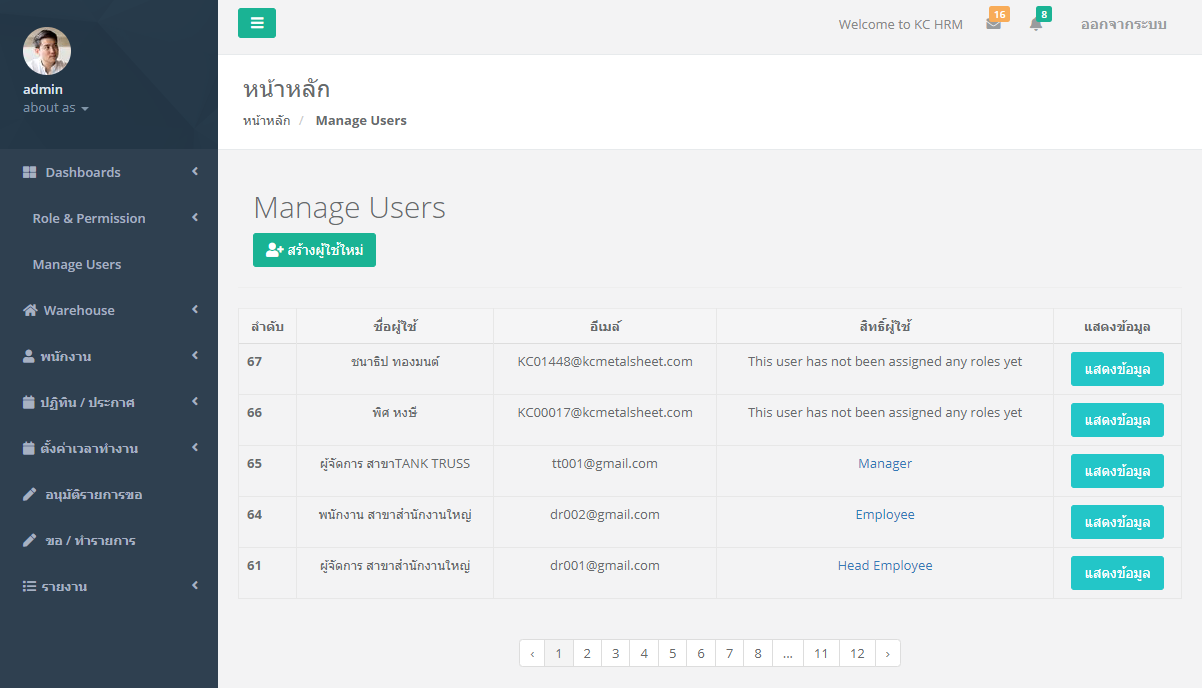 admin
about as
Dashboards
Role & Permission
Manage Users
Warehouse
พนักงาน
ปฏิทิน / ประกาศ
ตั้งค่าเวลาทำงาน
อนุมัติรายการขอ
ขอ / ทำรายการ
รายงาน
Welcome to KC HRM 16 8 ออกจากระบบ
หน้าหลัก
หน้าหลัก / Manage Users
Manage Users
สร้างผู้ใช้ใหม่
ลำดับ ชื่อผู้ใช้ อีเมล์ สิทธิ์ผู้ใช้ แสดงข้อมูล
67 ชนาธิป ทองมนต์ KC01448@kcmetalsheet.com This user has not been assigned any roles yet แสดงข้อมูล
66 พิศ หงษี KC00017@kcmetalsheet.com This user has not been assigned any roles yet แสดงข้อมูล
65 ผู้จัดการ สาขาTANK TRUSS tt001@gmail.com Manager แสดงข้อมูล
64 พนักงาน สาขาสำนักงานใหญ่ dr002@gmail.com Employee แสดงข้อมูล
61 ผู้จัดการ สาขาสำนักงานใหญ่ dr001@gmail.com Head Employee แสดงข้อมูล
‹ 1 2 3 4 5 6 7 8 ... 11 12 ›